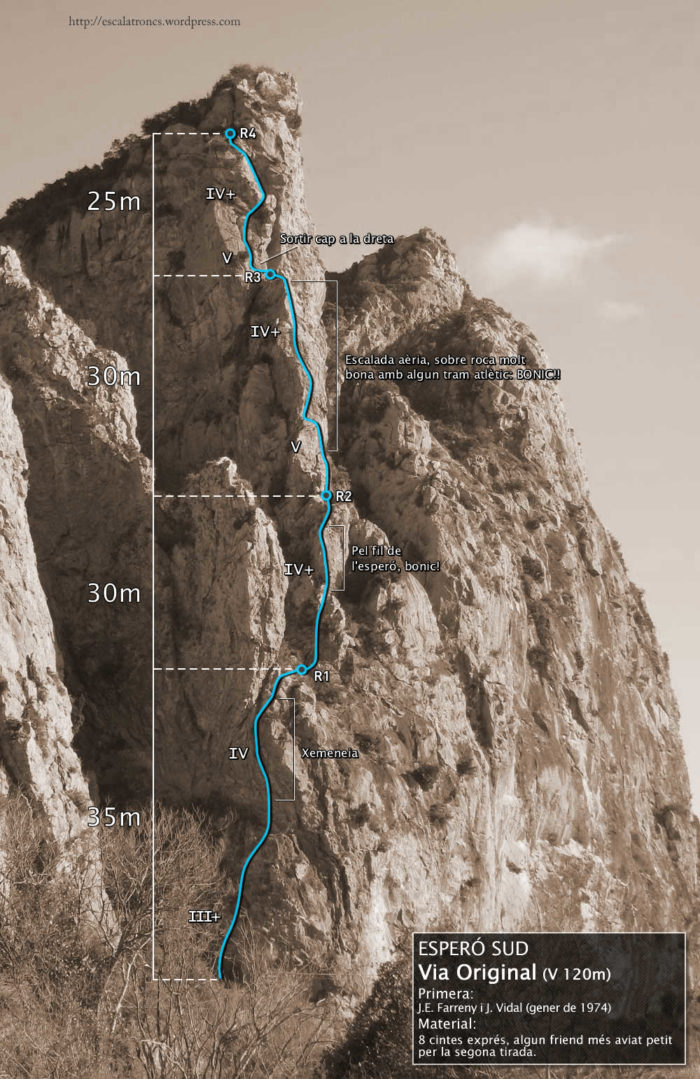 http://escalatroncs.wordpress.com
R4
25m
IV+
Sortir cap a la dreta
V
R3
IV+
Escalada aèria, sobre roca molt
bona amb algun tram atlètic: BONIC!!
30m
V
R2
Pel fil de
l'esperó, bonic!
IV+
30m
R1
IV
Xemeneia
35m
III+
ESPERÓ SUD
Via Original (V 120m)
Primera:
J.E. Farreny i J. Vidal (gener de 1974)
Material:
8 cintes exprés, algun friend més aviat petit
per la segona tirada.